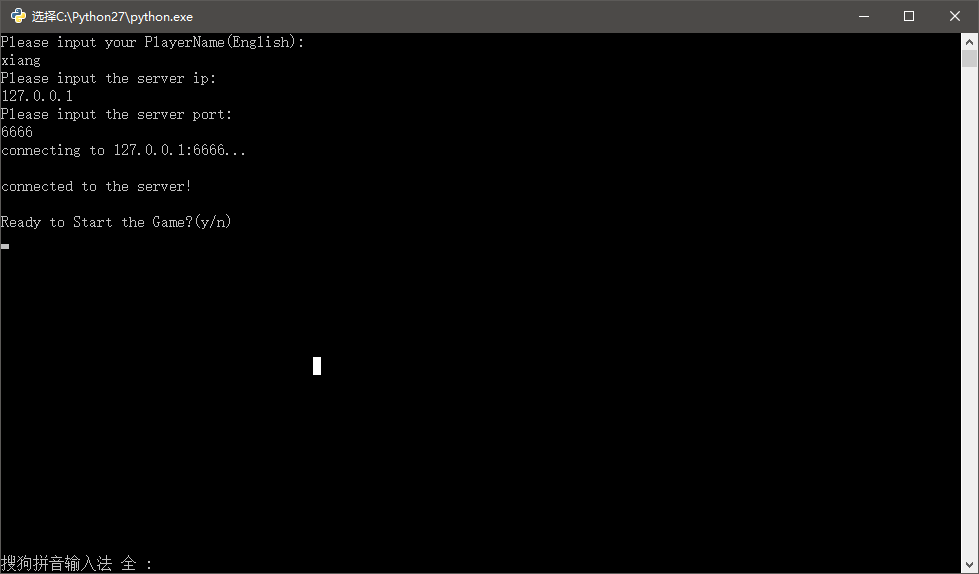 选择C:\Python27\python.exe
Please input your PlayerName(English):
xiang
Please input the server ip:
127.0.0.1
Please input the server port:
6666
connecting to 127.0.0.1:6666...
connected to the server!
Ready to Start the Game?(y/n)
搜狗拼音输入法 全 :